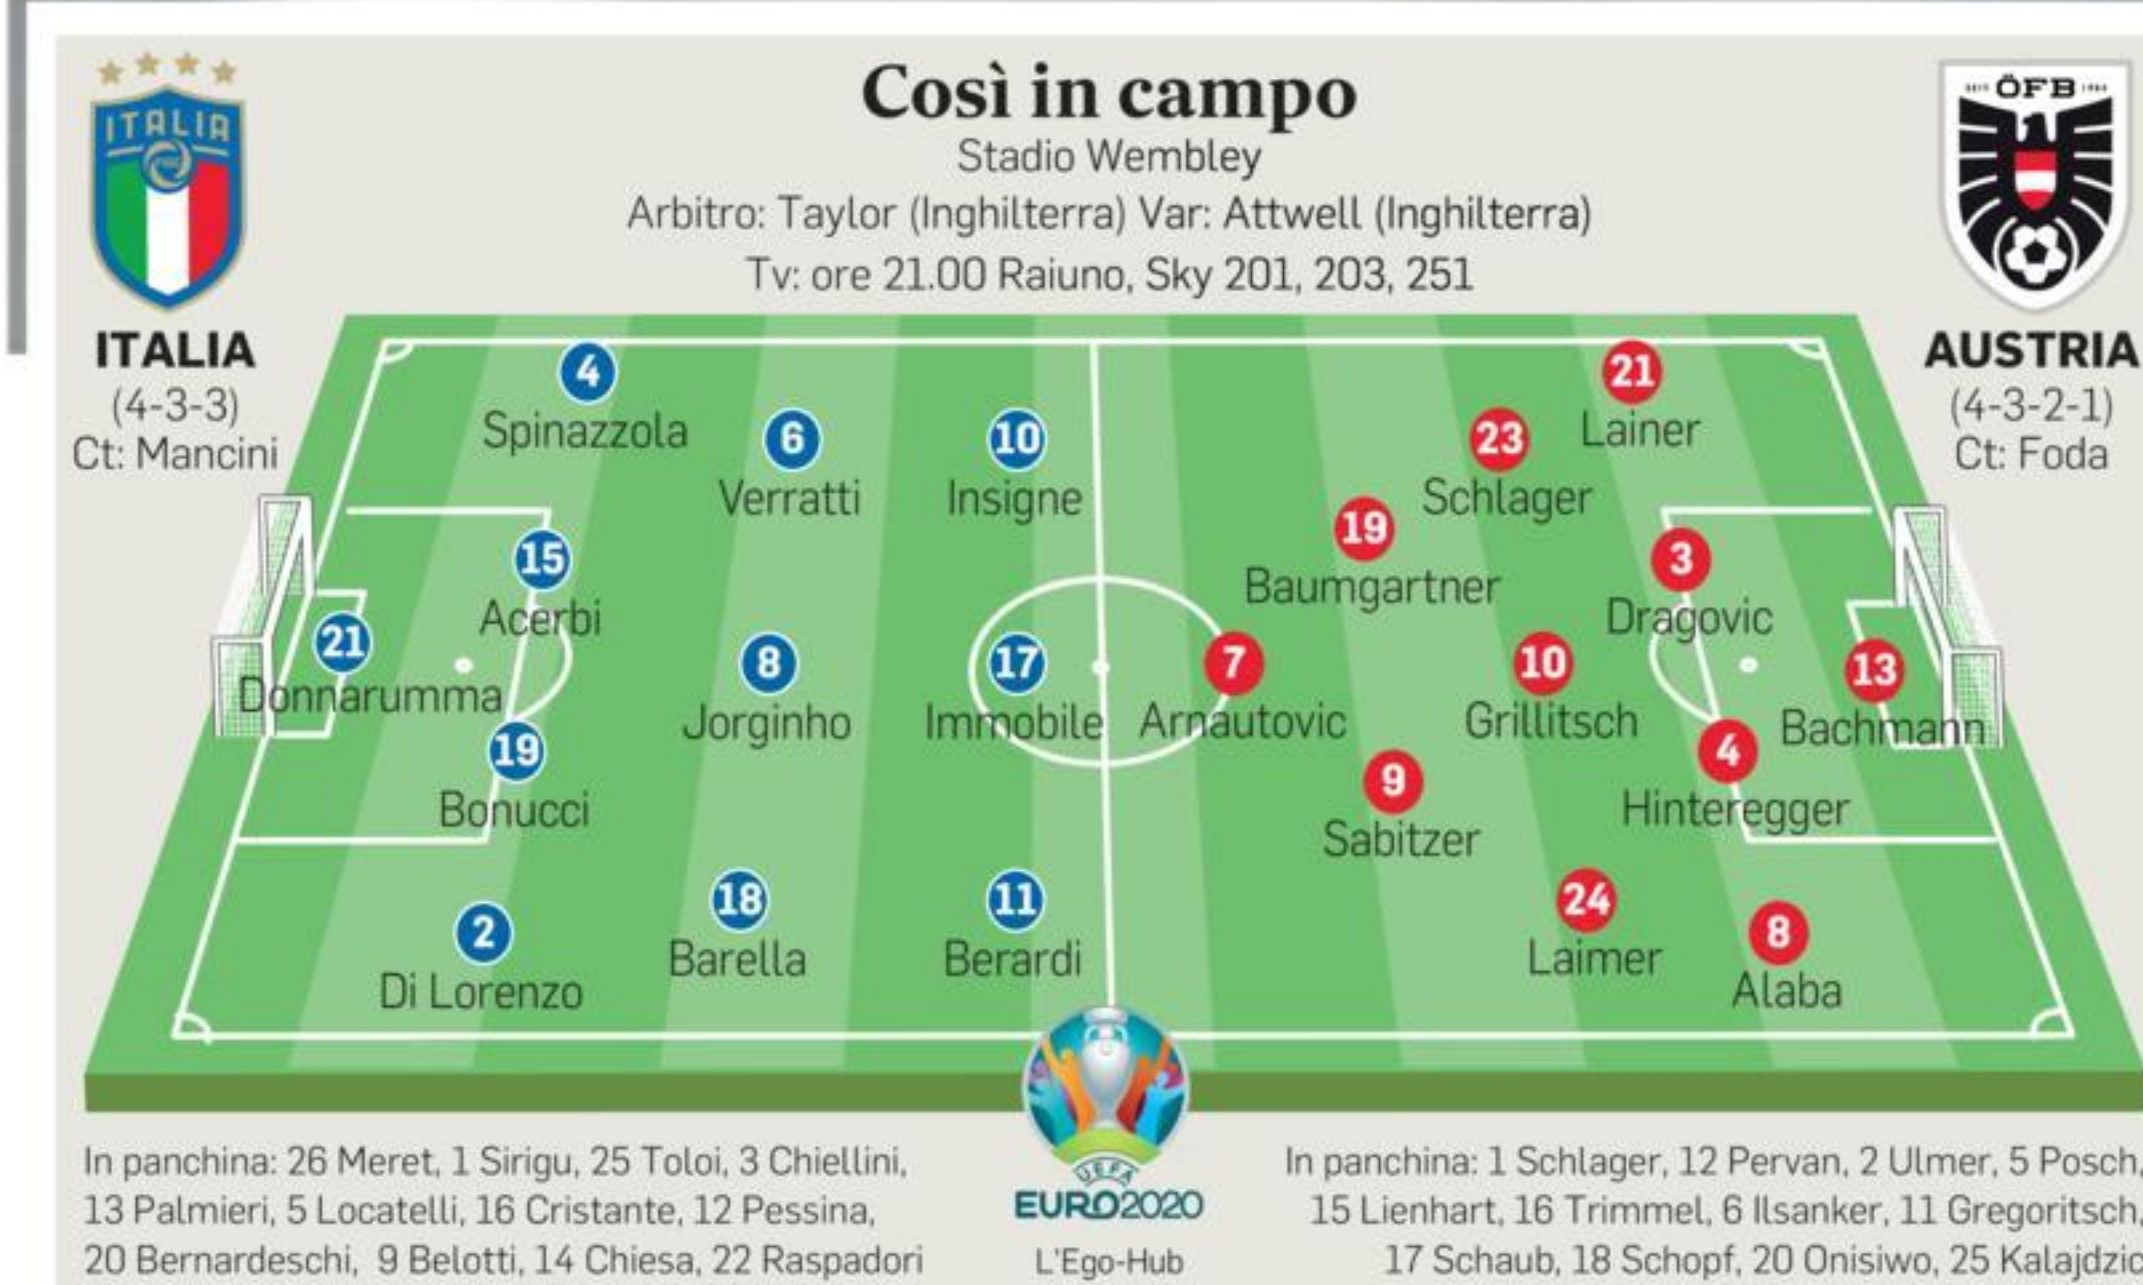 Così in campo
Stadio Wembley
Arbitro: Taylor (Inghilterra) Var: Attwell (Inghilterra)
Tv: ore 21.00 Raiuno, Sky 201, 203, 251
ITALIA
ITALIA
(4-3-3)
Ct: Mancini
ÖFB
AUSTRIA
(4-3-2-1)
Ct: Foda
4
Spinazzola
6
Verratti
10
Insigne
15
Acerbi
21
Donnarumma
8
Jorginho
17
Immobile
19
Bonucci
2
Di Lorenzo
18
Barella
11
Berardi
21
Lainer
23
Schlager
19
Baumgartner
3
Dragovic
7
Arnautovic
10
Grillitsch
13
Bachmann
4
Hinteregger
9
Sabitzer
24
Laimer
8
Alaba
In panchina: 26 Meret, 1 Sirigu, 25 Toloi, 3 Chiellini,
13 Palmieri, 5 Locatelli, 16 Cristante, 12 Pessina,
20 Bernardeschi, 9 Belotti, 14 Chiesa, 22 Raspadori
UEFA
EURO2020
L'Ego-Hub
In panchina: 1 Schlager, 12 Pervan, 2 Ulmer, 5 Posch,
15 Lienhart, 16 Trimmel, 6 Ilsanker, 11 Gregoritsch,
17 Schaub, 18 Schopf, 20 Onisiwo, 25 Kalajdzic